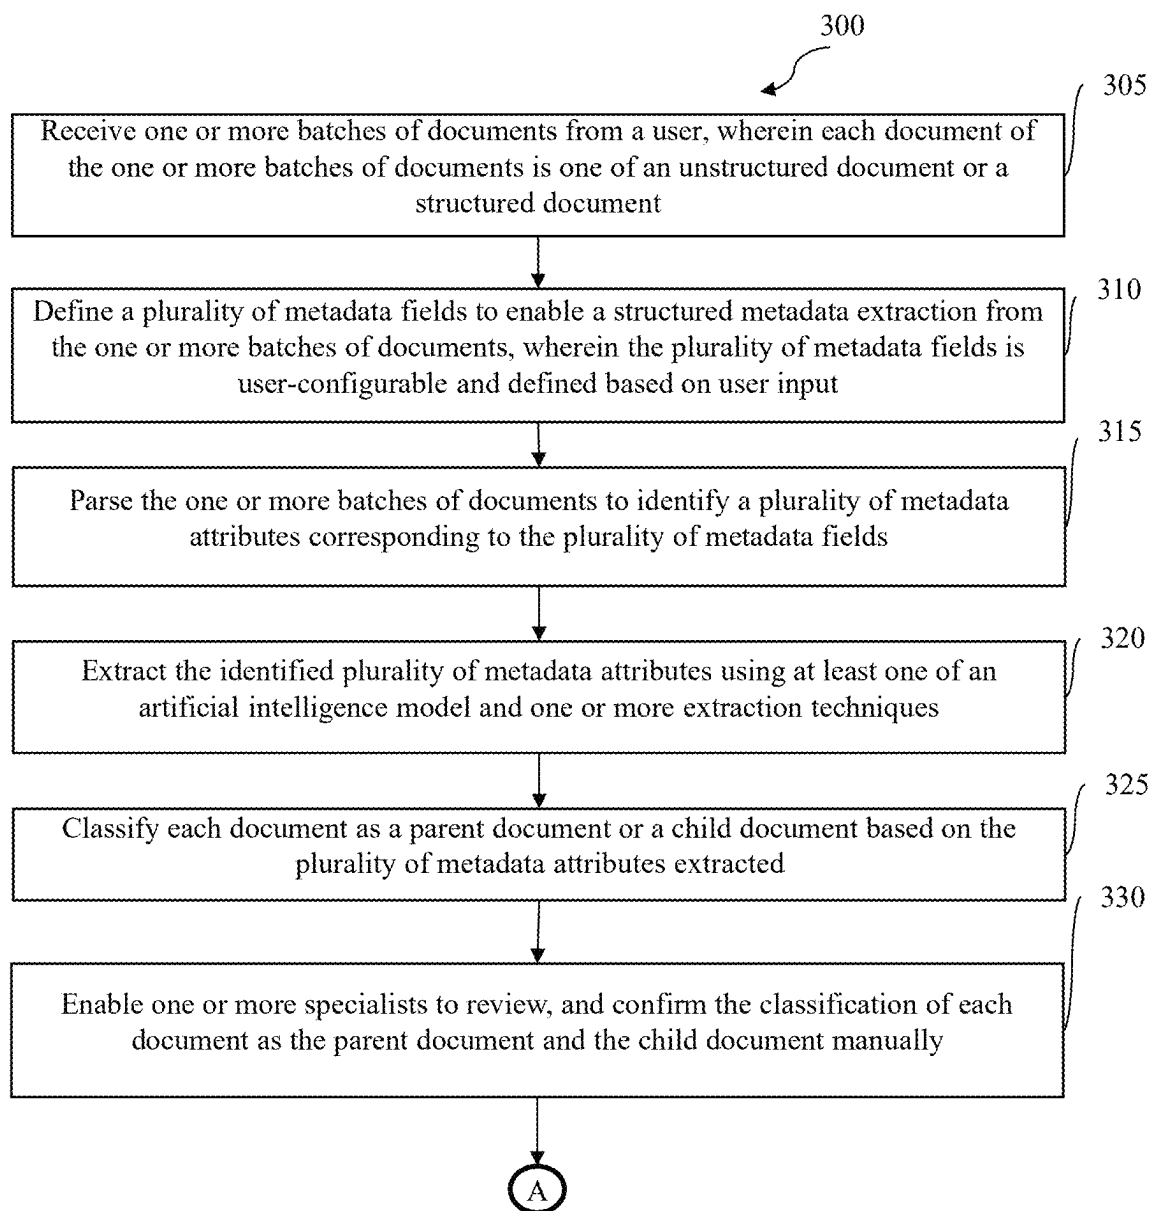 300
305
Receive one or more batches of documents from a user, wherein each document of
the one or more batches of documents is one of an unstructured document or a
structured document
310
Define a plurality of metadata fields to enable a structured metadata extraction from
the one or more batches of documents, wherein the plurality of metadata fields is
user-configurable and defined based on user input
315
Parse the one or more batches of documents to identify a plurality of metadata
attributes corresponding to the plurality of metadata fields
320
Extract the identified plurality of metadata attributes using at least one of an
artificial intelligence model and one or more extraction techniques
325
Classify each document as a parent document or a child document based on the
plurality of metadata attributes extracted
330
Enable one or more specialists to review, and confirm the classification of each
document as the parent document and the child document manually
A